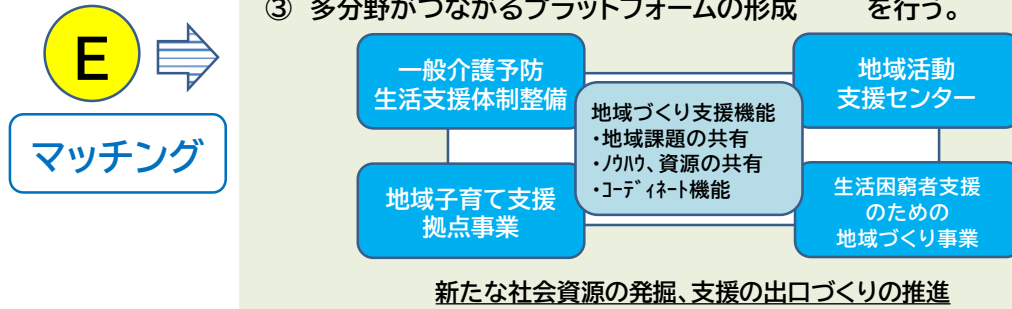 ③ 多分野がつながるプラットフォームの形成 を行う。
E
マッチング
一般介護予防
生活支援体制整備
地域活動
支援センター
地域づくり支援機能
・地域課題の共有
・ﾉｳﾊｳ、資源の共有
・ｺｰﾃﾞｨﾈｰﾄ機能
地域子育て支援
拠点事業
生活困窮者支援
のための
地域づくり事業
新たな社会資源の発掘、支援の出口づくりの推進